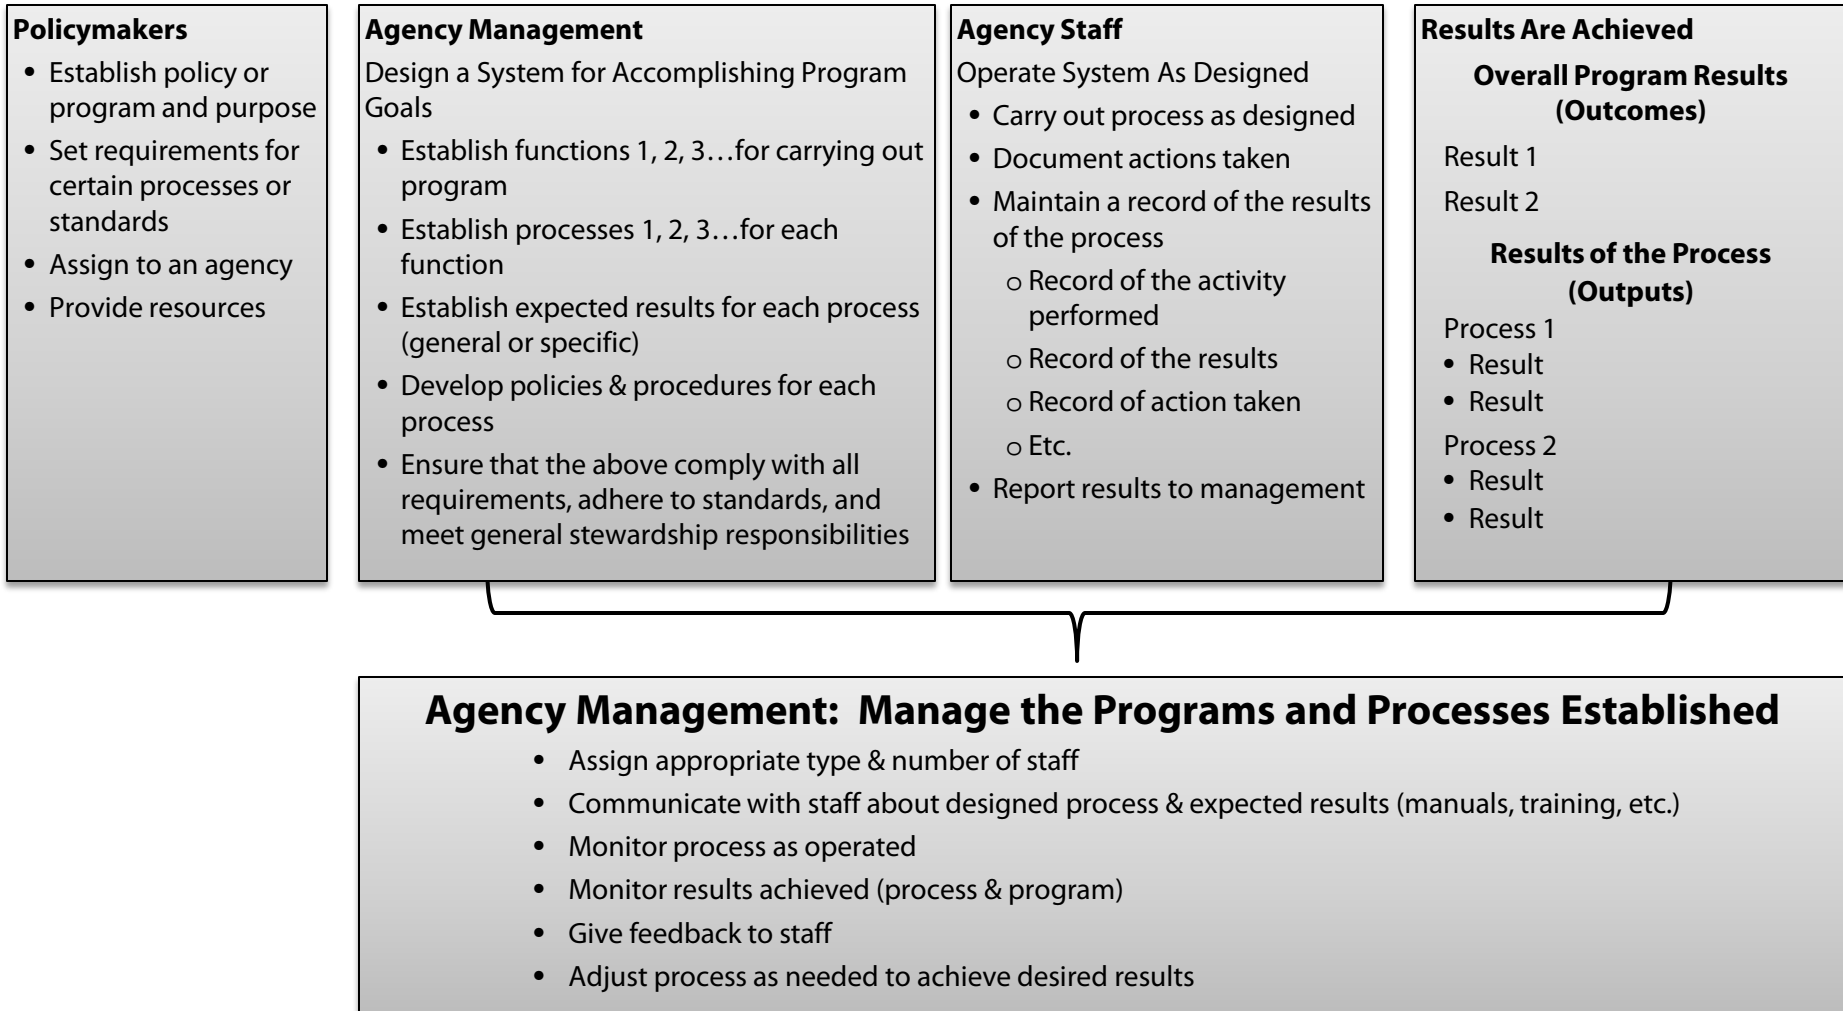 Policymakers
• Establish policy or
program and purpose
• Set requirements for
certain processes or
standards
• Assign to an agency
• Provide resources
Agency Management
Design a System for Accomplishing Program
Goals
• Establish functions 1, 2, 3…for carrying out
program
• Establish processes 1, 2, 3…for each
function
• Establish expected results for each process
(general or specific)
• Develop policies & procedures for each
process
• Ensure that the above comply with all
requirements, adhere to standards, and
meet general stewardship responsibilities
Agency Staff
Operate System As Designed
• Carry out process as designed
• Document actions taken
• Maintain a record of the results
of the process
o Record of the activity
performed
o Record of the results
o Record of action taken
o Etc.
• Report results to management
Results Are Achieved
Overall Program Results
(Outcomes)
Result 1
Result 2
Results of the Process
(Outputs)
Process 1
• Result
• Result
Process 2
• Result
• Result
Agency Management: Manage the Programs and Processes Established
• Assign appropriate type & number of staff
• Communicate with staff about designed process & expected results (manuals, training, etc.)
• Monitor process as operated
• Monitor results achieved (process & program)
• Give feedback to staff
• Adjust process as needed to achieve desired results